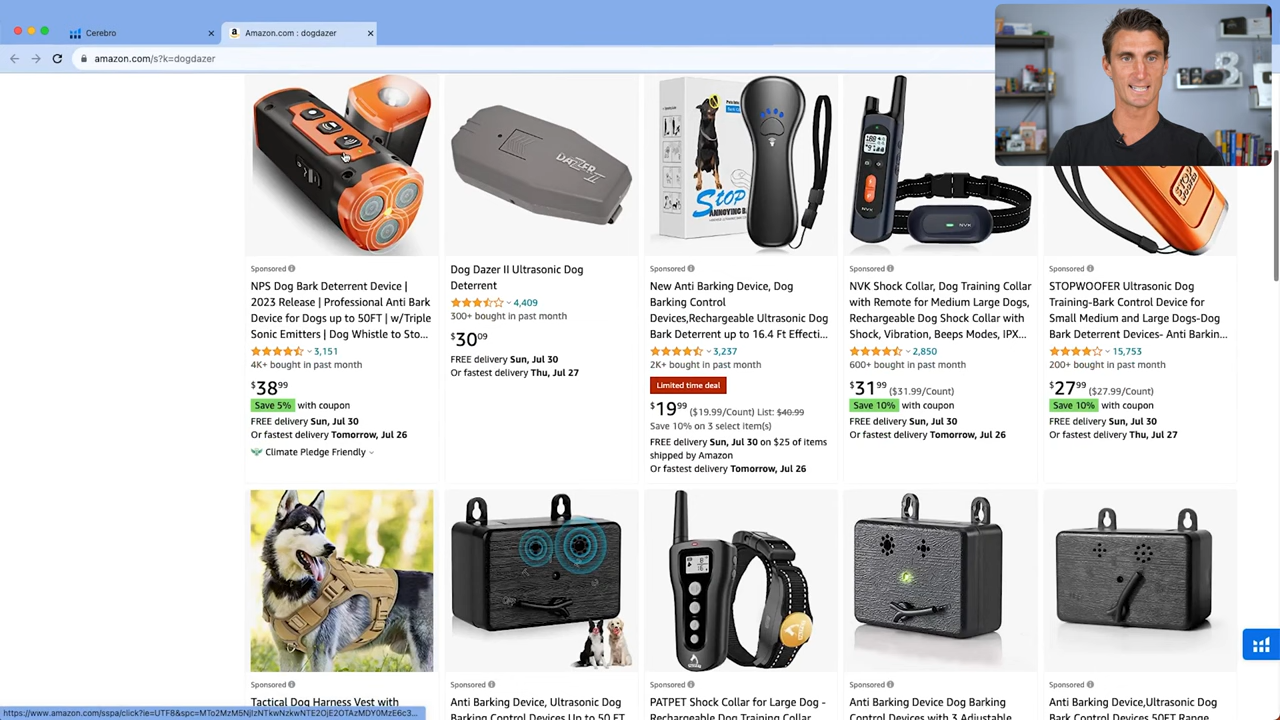 Cerebro
Amazon.com : dogdazer
amazon.com/s?k=dogdazer
DAZER II
STOP
ANNOYING
NVK
STOP
Sponsored
NPS Dog Bark Deterrent Device |
2023 Release | Professional Anti Bark
Device for Dogs up to 50FT | w/Triple
Sonic Emitters | Dog Whistle to Sto...
3,151
4K+ bought in past month
$38.99
Save 5% with coupon
FREE delivery Sun, Jul 30
Or fastest delivery Tomorrow, Jul 26
Climate Pledge Friendly
Dog Dazer II Ultrasonic Dog
Deterrent
4,409
300+ bought in past month
$30.09
FREE delivery Sun, Jul 30
Or fastest delivery Thu, Jul 27
Sponsored
New Anti Barking Device, Dog
Barking Control
Devices,Rechargeable Ultrasonic Dog
Bark Deterrent up to 16.4 Ft Effecti...
3,237
2K+ bought in past month
Limited time deal
$19.99 ($19.99/Count) List: $40.99
Save 10% on 3 select item(s)
FREE delivery Sun, Jul 30 on $25 of items
shipped by Amazon
Or fastest delivery Tomorrow, Jul 26
Sponsored
NVK Shock Collar, Dog Training Collar
with Remote for Medium Large Dogs,
Rechargeable Dog Shock Collar with
Shock, Vibration, Beeps Modes, IPX...
2,850
600+ bought in past month
$31.99 ($31.99/Count)
Save 10% with coupon
FREE delivery Sun, Jul 30
Or fastest delivery Tomorrow, Jul 26
Sponsored
STOPWOOFER Ultrasonic Dog
Training-Bark Control Device for
Small Medium and Large Dogs-Dog
Bark Deterrent Devices- Anti Barkin...
15,753
200+ bought in past month
$27.99 ($27.99/Count)
Save 10% with coupon
FREE delivery Sun, Jul 30
Or fastest delivery Thu, Jul 27
Sponsored
Tactical Dog Harness Vest with
Sponsored
Anti Barking Device, Ultrasonic Dog
Barking Control Devices Up to 50 FT
Sponsored
PATPET Shock Collar for Large Dog -
Rechargeable Dog Training Collar
Sponsored
Anti Barking Device Dog Barking
Control Devices with 3 Adjustable
Sponsored
Anti Barking Device,Ultrasonic Dog
Bark Control Devices 50FT Range